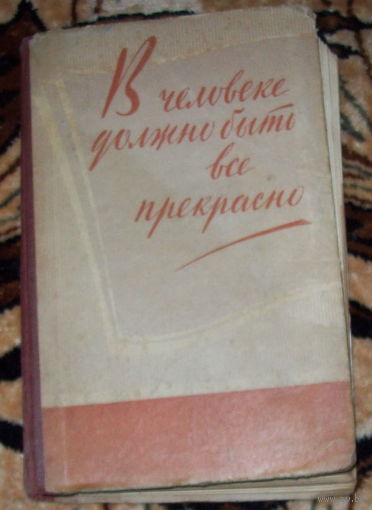 В человеке
должно быть
все
прекрасно